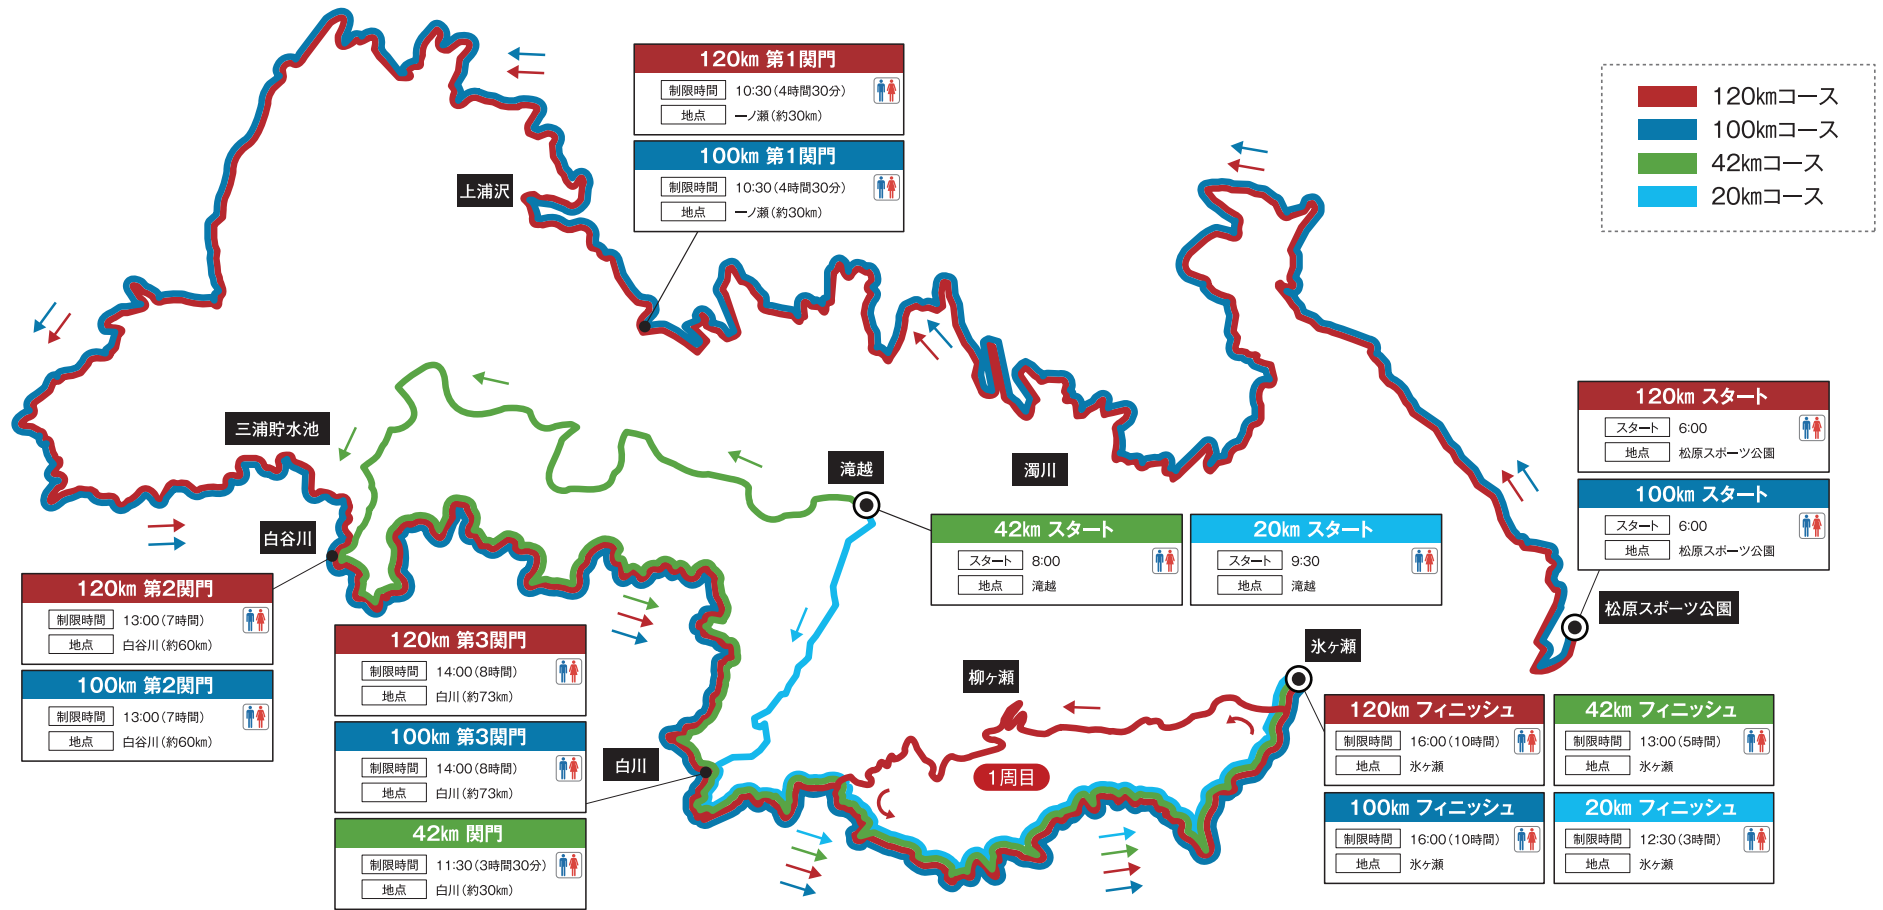 120kmコース
100kmコース
42kmコース
20kmコース
120km 第1関門
制限時間 10:30(4時間30分)
地点 一ノ瀬(約30km)
100km 第1関門
制限時間 10:30(4時間30分)
地点 一ノ瀬(約30km)
上浦沢
三浦貯水池
滝越
濁川
120km スタート
スタート 6:00
地点 松原スポーツ公園
100km スタート
スタート 6:00
地点 松原スポーツ公園
松原スポーツ公園
42km スタート
スタート 8:00
地点 滝越
20km スタート
スタート 9:30
地点 滝越
白谷川
120km 第2関門
制限時間 13:00(7時間)
地点 白谷川(約60km)
100km 第2関門
制限時間 13:00(7時間)
地点 白谷川(約60km)
120km 第3関門
制限時間 14:00(8時間)
地点 白川(約73km)
100km 第3関門
制限時間 14:00(8時間)
地点 白川(約73km)
42km 関門
制限時間 11:30(3時間30分)
地点 白川(約30km)
白川
柳ヶ瀬
1周目
氷ヶ瀬
120km フィニッシュ
制限時間 16:00(10時間)
地点 氷ヶ瀬
42km フィニッシュ
制限時間 13:00(5時間)
地点 氷ヶ瀬
100km フィニッシュ
制限時間 16:00(10時間)
地点 氷ヶ瀬
20km フィニッシュ
制限時間 12:30(3時間)
地点 氷ヶ瀬